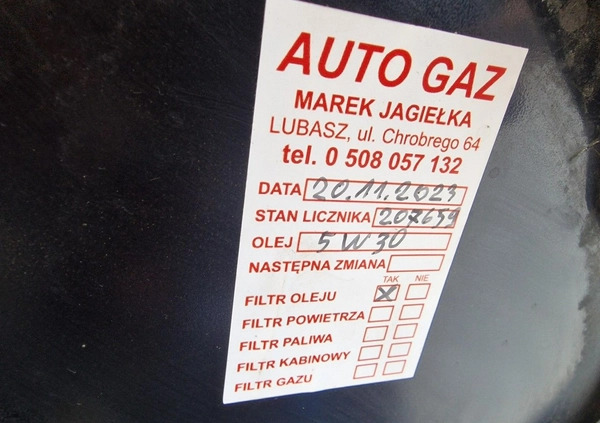 AUTO GAZ
MAREK JAGIEŁKA
LUBASZ, ul. Chrobrego 64
tel. 0 508 057 132
DATA 20.11.2023
STAN LICZNIKA 207659
OLEJ 5W30
NASTĘPNA ZMIANA
TAK NIE
FILTR OLEJU X
FILTR POWIETRZA
FILTR PALIWA
FILTR KABINOWY
FILTR GAZU